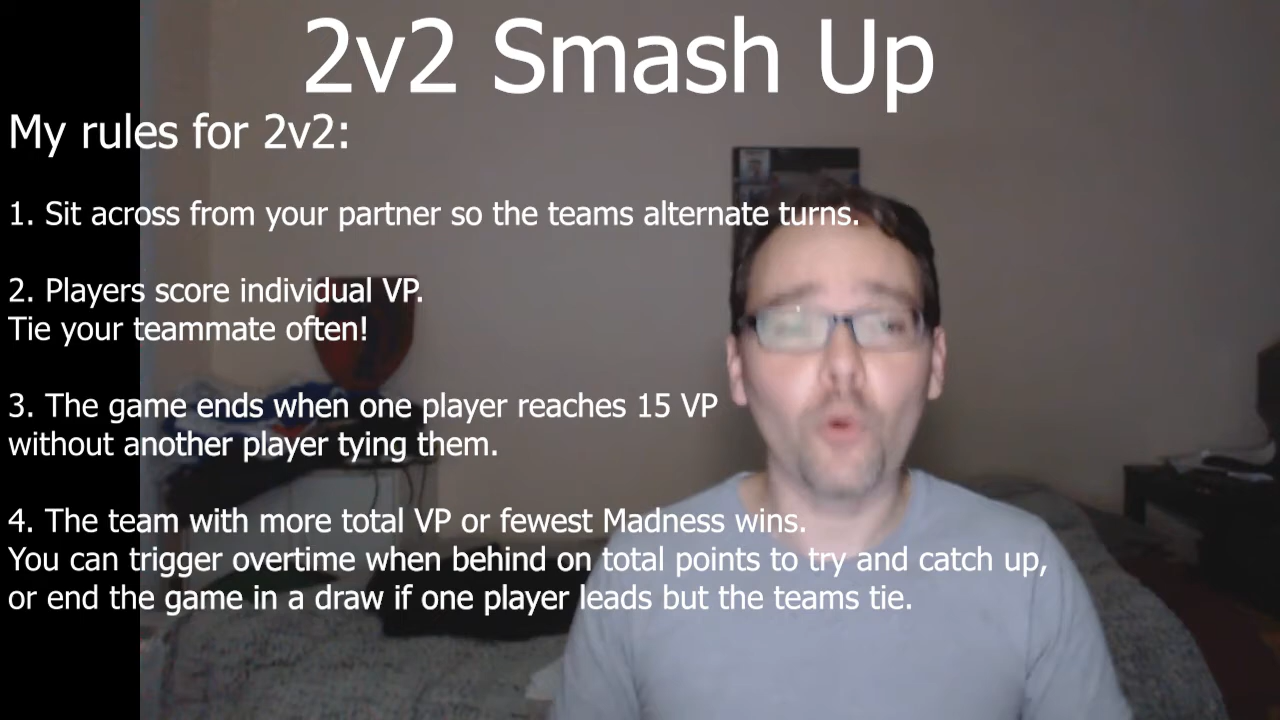 2v2 Smash Up
My rules for 2v2:
1. Sit across from your partner so the teams alternate turns.
2. Players score individual VP.
Tie your teammate often!
3. The game ends when one player reaches 15 VP
without another player tying them.
4. The team with more total VP or fewest Madness wins.
You can trigger overtime when behind on total points to try and catch up,
or end the game in a draw if one player leads but the teams tie.